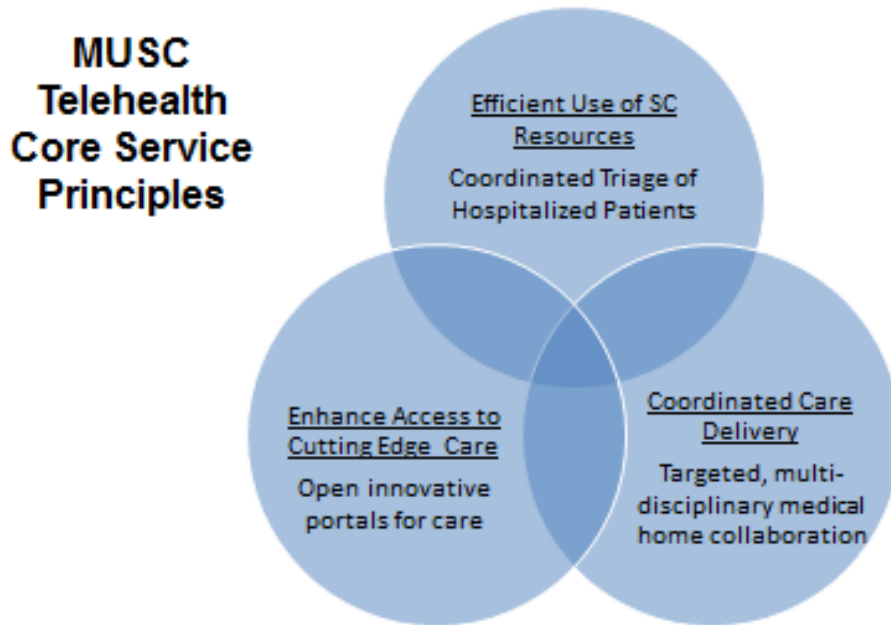 MUSC
Telehealth
Core Service
Principles
Efficient Use of SC
Resources
Coordinated Triage of
Hospitalized Patients
Enhance Access to
Cutting Edge Care
Open innovative
portals for care
Coordinated Care
Delivery
Targeted, multi-
disciplinary medical
home collaboration